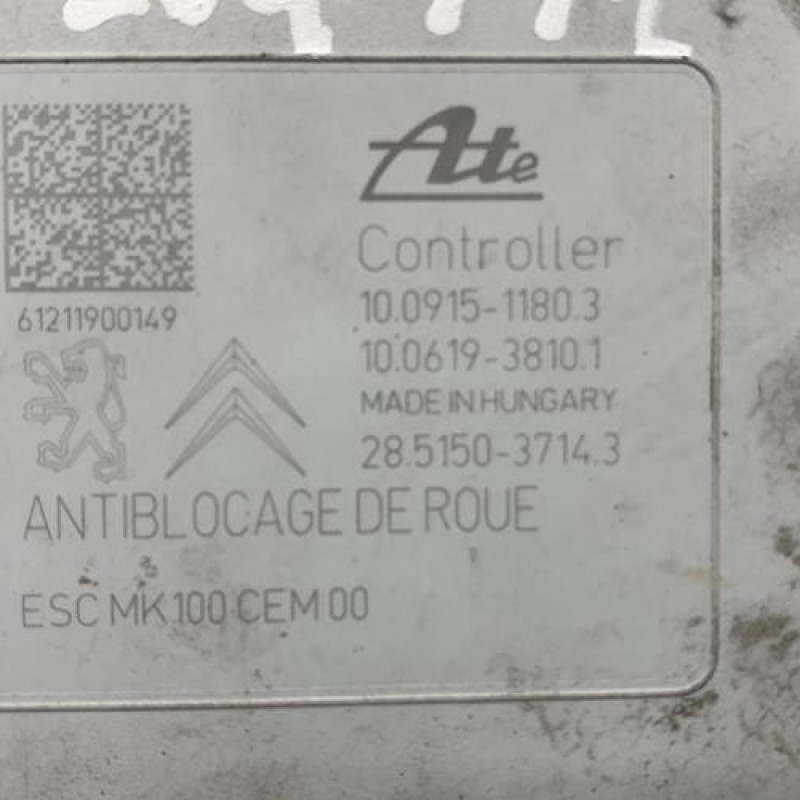 Ate
Controller
10.0915-1180.3
61211900149
10.0619-3810.1
MADE IN HUNGARY
28.5150-3714.3
ANTIBLOCAGE DE ROUE
ESC MK100 CEM 00